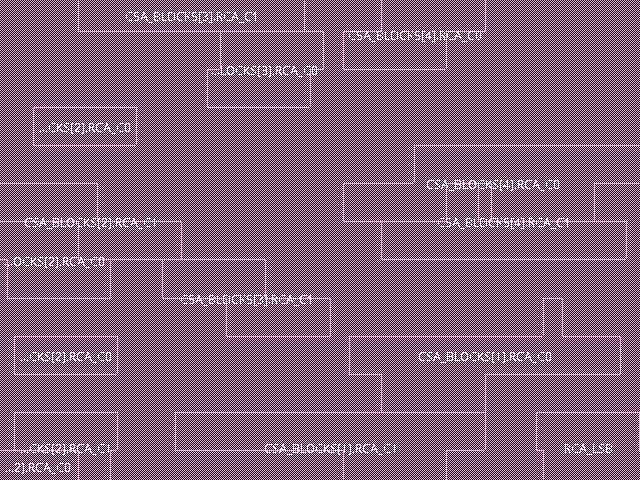 CSA_BLOCKS[3].RCA_C1
CSA_BLOCKS[4].RCA_C0
..LOCKS[3].RCA_C0
...CKS[2].RCA_C0
CSA_BLOCKS[4].RCA_C0
CSA_BLOCKS[2].RCA_C1
CSA_BLOCKS[4].RCA_C1
..OCKS[2].RCA_C0
CSA_BLOCKS[3].RCA_C1
...CKS[2].RCA_C0
CSA_BLOCKS[1].RCA_C0
...CKS[2].RCA_C1
CSA_BLOCKS[1].RCA_C1
RCA_LSB
...2].RCA_C0